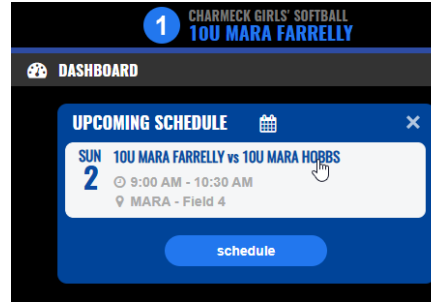 1
CHARMECK GIRLS' SOFTBALL
10U MARA FARRELLY
DASHBOARD
UPCOMING SCHEDULE
SUN
2
10U MARA FARRELLY vs 10U MARA HOBBS
9:00 AM - 10:30 AM
MARA - Field 4
schedule